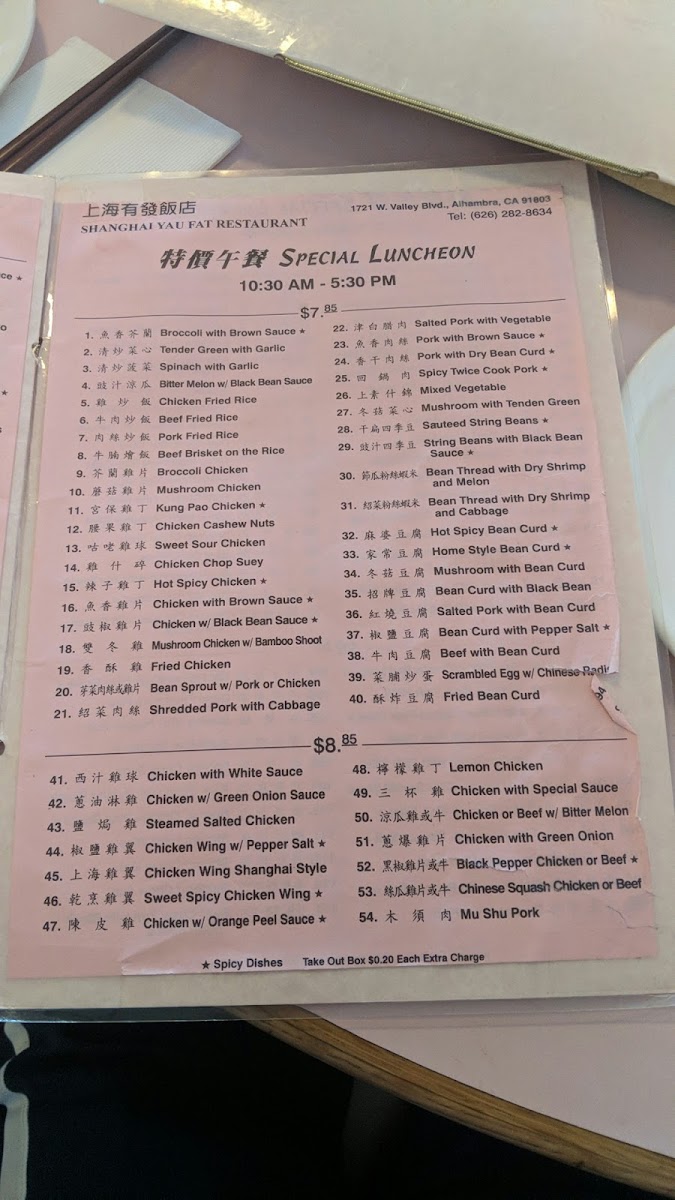 上海有發飯店
SHANGHAI YAU FAT RESTAURANT
1721 W. Valley Blvd., Alhambra, CA 91803
Tel: (626) 282-8634
特價午餐 SPECIAL LUNCHEON
10:30 AM - 5:30 PM
$7.85
1. 魚香芥蘭 Broccoli with Brown Sauce ★
2. 清炒菜心 Tender Green with Garlic
3. 清炒菠菜 Spinach with Garlic
4. 豉汁涼瓜 Bitter Melon w/ Black Bean Sauce
5. 雞炒飯 Chicken Fried Rice
6. 牛肉炒飯 Beef Fried Rice
7. 肉絲炒飯 Pork Fried Rice
8. 牛腩燴飯 Beef Brisket on the Rice
9. 芥蘭雞片 Broccoli Chicken
10. 蘑菇雞片 Mushroom Chicken
11. 宮保雞丁 Kung Pao Chicken ★
12. 腰果雞丁 Chicken Cashew Nuts
13. 咕咾雞球 Sweet Sour Chicken
14. 雞什碎 Chicken Chop Suey
15. 辣子雞丁 Hot Spicy Chicken ★
16. 魚香雞片 Chicken with Brown Sauce ★
17. 豉椒雞片 Chicken w/ Black Bean Sauce ★
18. 雙冬雞 Mushroom Chicken w/ Bamboo Shoot
19. 香酥雞 Fried Chicken
20. 芽菜肉絲或雞片 Bean Sprout w/ Pork or Chicken
21. 紹菜肉絲 Shredded Pork with Cabbage
22. 津白腊肉 Salted Pork with Vegetable
23. 魚香肉絲 Pork with Brown Sauce ★
24. 香干肉絲 Pork with Dry Bean Curd ★
25. 回鍋肉 Spicy Twice Cook Pork ★
26. 上素什錦 Mixed Vegetable
27. 冬菇菜心 Mushroom with Tenden Green
28. 干扁四季豆 Sauteed String Beans ★
29. 豉汁四季豆 String Beans with Black Bean
Sauce ★
30. 節瓜粉絲蝦米 Bean Thread with Dry Shrimp
and Melon
31. 紹菜粉絲蝦米 Bean Thread with Dry Shrimp
and Cabbage
32. 麻婆豆腐 Hot Spicy Bean Curd ★
33. 家常豆腐 Home Style Bean Curd ★
34. 冬菇豆腐 Mushroom with Bean Curd
35. 招牌豆腐 Bean Curd with Black Bean
36. 紅燒豆腐 Salted Pork with Bean Curd
37. 椒鹽豆腐 Bean Curd with Pepper Salt ★
38. 牛肉豆腐 Beef with Bean Curd
39. 菜脯炒蛋 Scrambled Egg w/ Chinese Radi
40. 酥炸豆腐 Fried Bean Curd
$8.85
41. 西汁雞球 Chicken with White Sauce
42. 蔥油淋雞 Chicken w/ Green Onion Sauce
43. 鹽焗雞 Steamed Salted Chicken
44. 椒鹽雞翼 Chicken Wing w/ Pepper Salt ★
45. 上海雞翼 Chicken Wing Shanghai Style
46. 乾烹雞翼 Sweet Spicy Chicken Wing ★
47. 陳皮雞 Chicken w/ Orange Peel Sauce ★
48. 檸檬雞丁 Lemon Chicken
49. 三杯雞 Chicken with Special Sauce
50. 涼瓜雞或牛 Chicken or Beef w/ Bitter Melon
51. 蔥爆雞片 Chicken with Green Onion
52. 黑椒雞片或牛 Black Pepper Chicken or Beef ★
53. 絲瓜雞片或牛 Chinese Squash Chicken or Beef
54. 木須肉 Mu Shu Pork
★ Spicy Dishes Take Out Box $0.20 Each Extra Charge